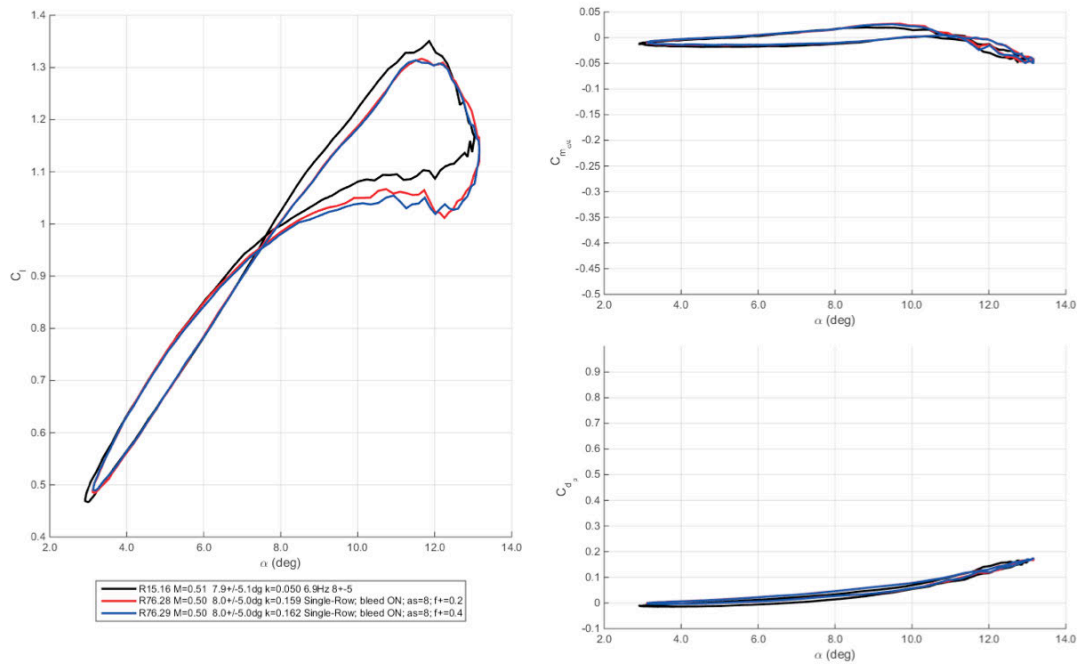 1.4
1.3
1.2
1.1
1
0.9
0.8
0.7
0.6
0.5
0.4
C_l
2.0 4.0 6.0 8.0 10.0 12.0 14.0
α (deg)
R15.16 M=0.51 7.9+/-5.1dg k=0.050 6.9Hz 8+-5
R76.28 M=0.50 8.0+/-5.0dg k=0.159 Single-Row; bleed ON; as=8; f+=0.2
R76.29 M=0.50 8.0+/-5.0dg k=0.162 Single-Row; bleed ON; as=8; f+=0.4
0.05
0
-0.05
-0.1
-0.15
-0.2
-0.25
-0.3
-0.35
-0.4
-0.45
-0.5
C_m
2.0 4.0 6.0 8.0 10.0 12.0 14.0
α (deg)
0.9
0.8
0.7
0.6
0.5
0.4
0.3
0.2
0.1
0
-0.1
C_d_p
2.0 4.0 6.0 8.0 10.0 12.0 14.0
α (deg)